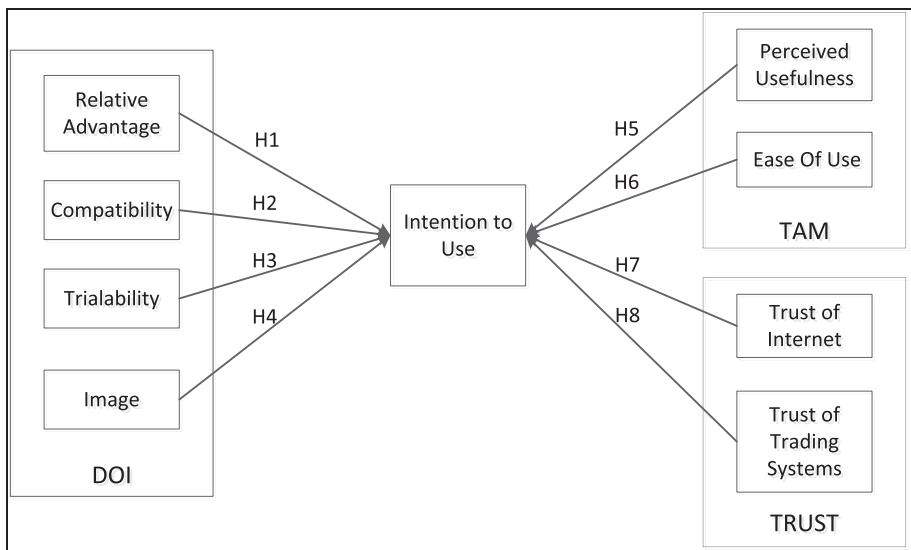 Relative
Advantage
Compatibility
Trialability
Image
DOI
H1
H2
H3
H4
Intention to
Use
H5
H6
H7
H8
Perceived
Usefulness
Ease Of Use
TAM
Trust of
Internet
Trust of
Trading
Systems
TRUST